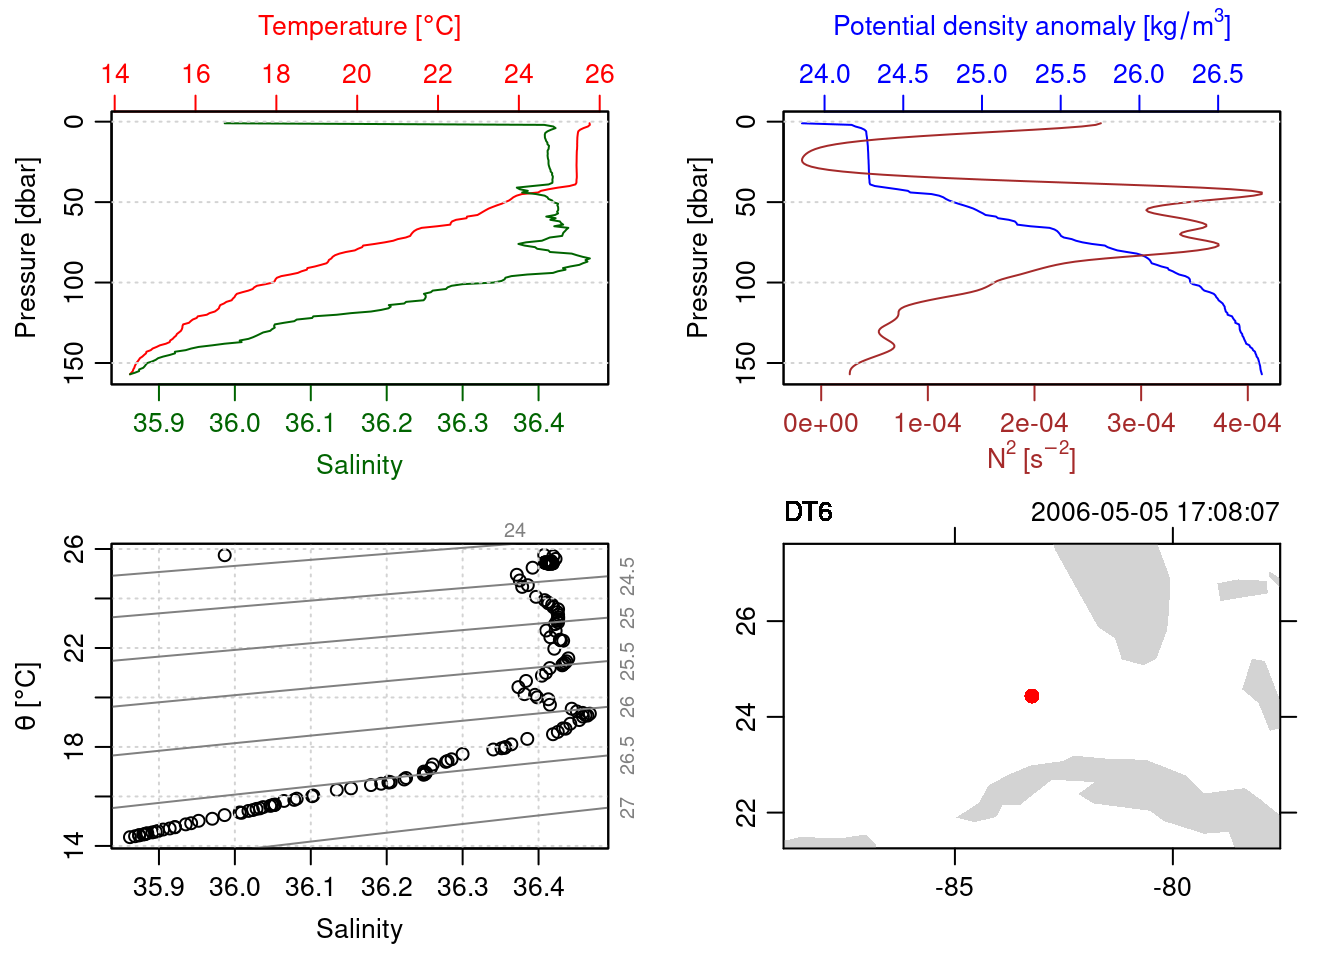 Temperature [°C]
14 16 18 20 22 24 26
0
50
100
150
Pressure [dbar]
35.9 36.0 36.1 36.2 36.3 36.4
Salinity
Potential density anomaly [kg/m³]
24.0 24.5 25.0 25.5 26.0 26.5
0
50
100
150
Pressure [dbar]
0e+00 1e-04 2e-04 3e-04 4e-04
N² [s⁻²]
24
24.5
25
25.5
26
26.5
27
26
22
18
14
θ [°C]
35.9 36.0 36.1 36.2 36.3 36.4
Salinity
DT6 2006-05-05 17:08:07
26
24
22
-85 -80